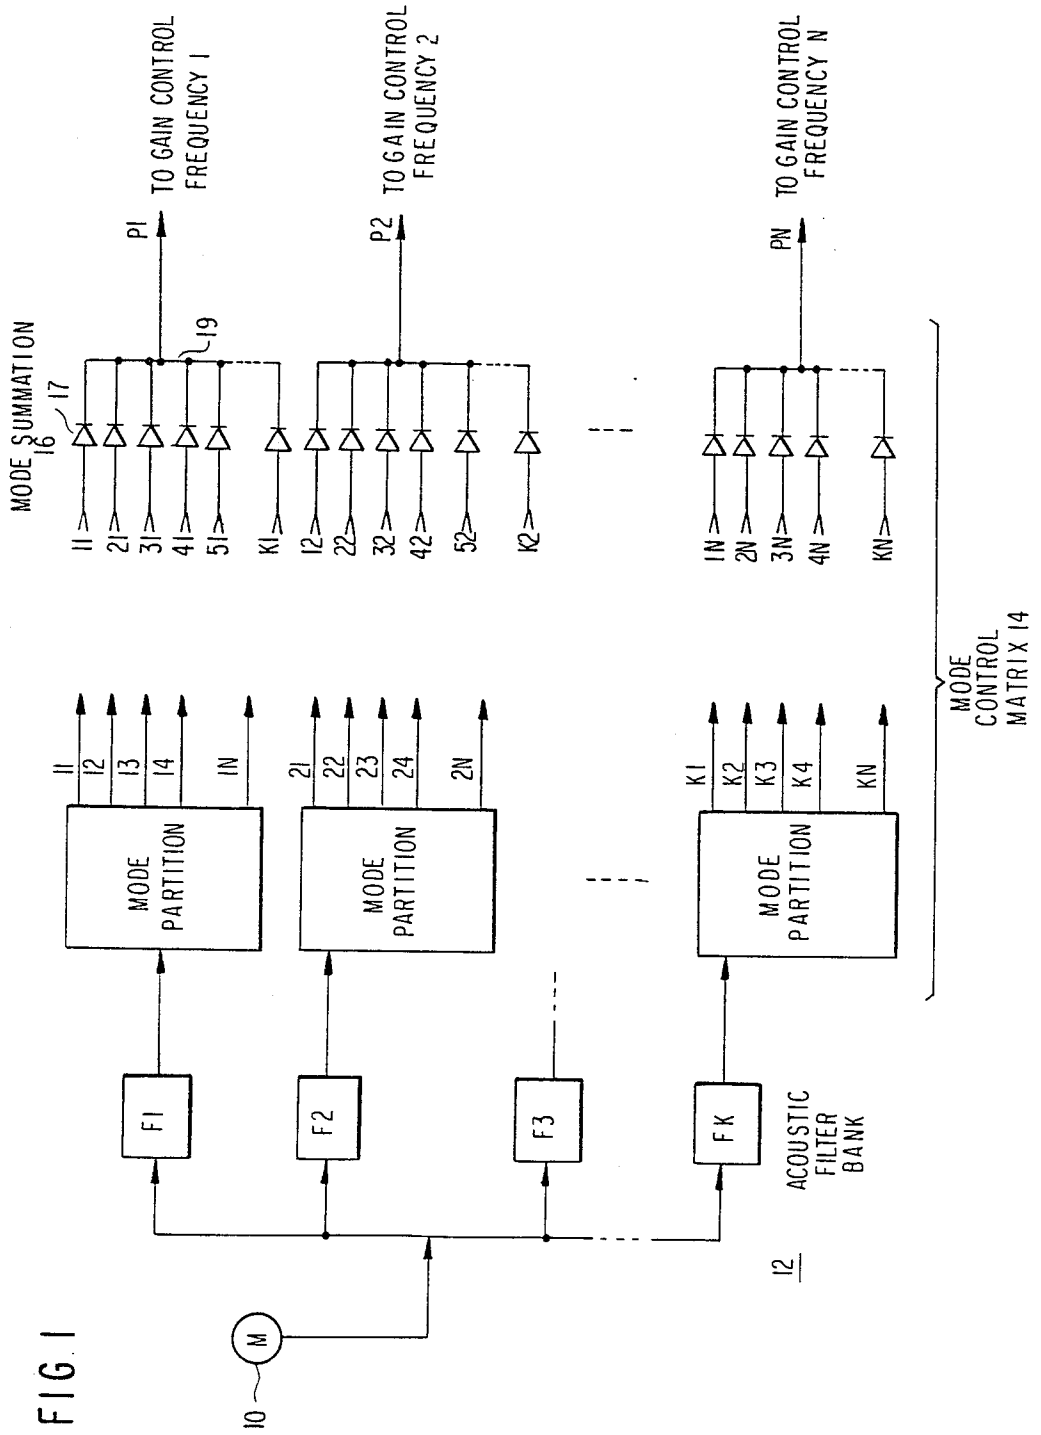 FIG. 1
10
M
12
ACOUSTIC
FILTER
BANK
F1
F2
F3
FK
MODE
PARTITION
MODE
PARTITION
MODE
PARTITION
11
12
13
14
1N
21
22
23
24
2N
K1
K2
K3
K4
KN
MODE SUMMATION
16
17
19
11
21
31
41
51
K1
12
22
32
42
52
K2
1N
2N
3N
4N
KN
P1
TO GAIN CONTROL
FREQUENCY 1
P2
TO GAIN CONTROL
FREQUENCY 2
PN
TO GAIN CONTROL
FREQUENCY N
MODE
CONTROL
MATRIX 14